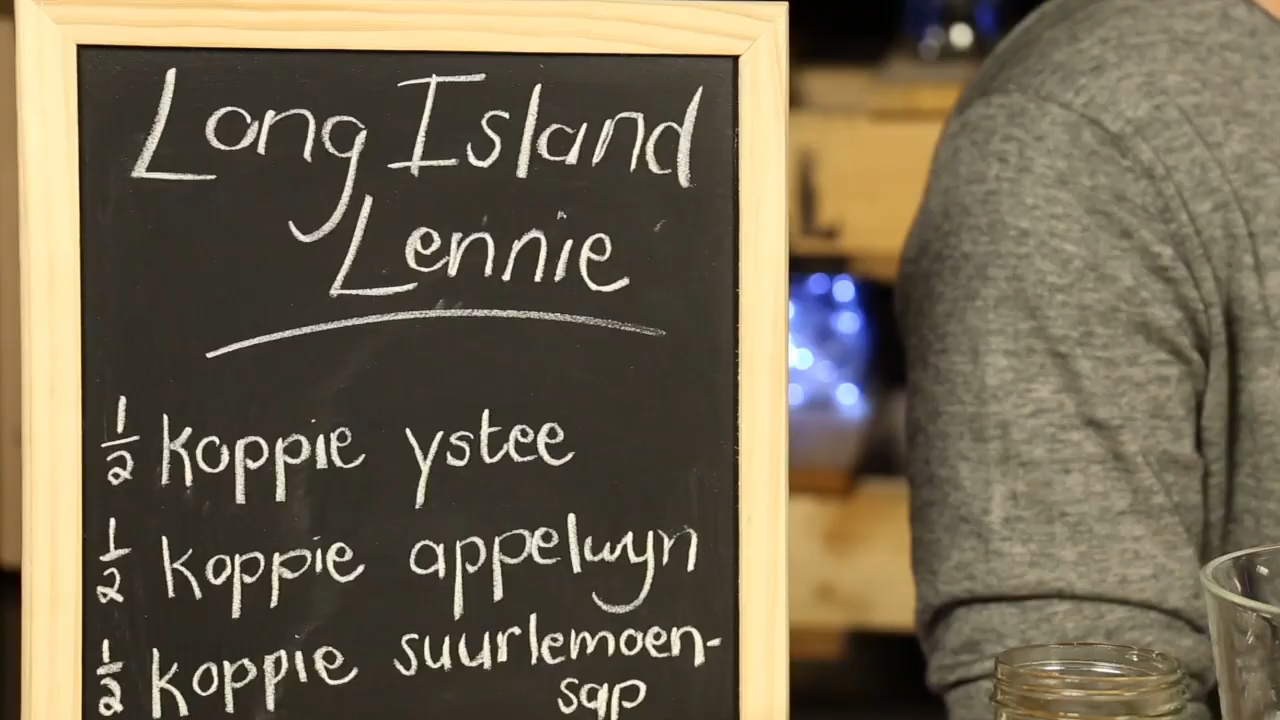 Long Island
Lennie
½ koppie ystee
½ koppie appelwyn
½ koppie suurlemoen-
sap